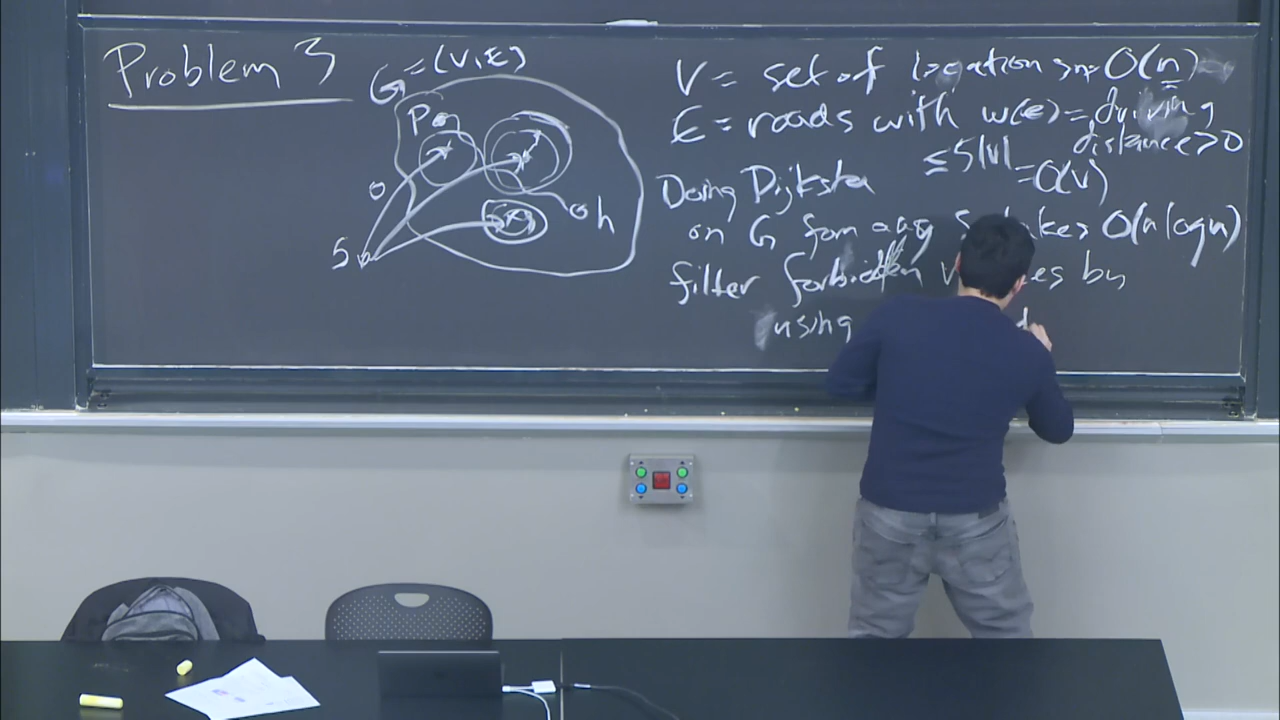 Problem 3
G=(V,E)
P
h
S
V = set of locations n= O(n)
E = roads with w(e)= driving
distance>0
≤5|V|
=O(V)
Doing Dijkstra
on G from S takes O(n log n)
filter forbidden by
using